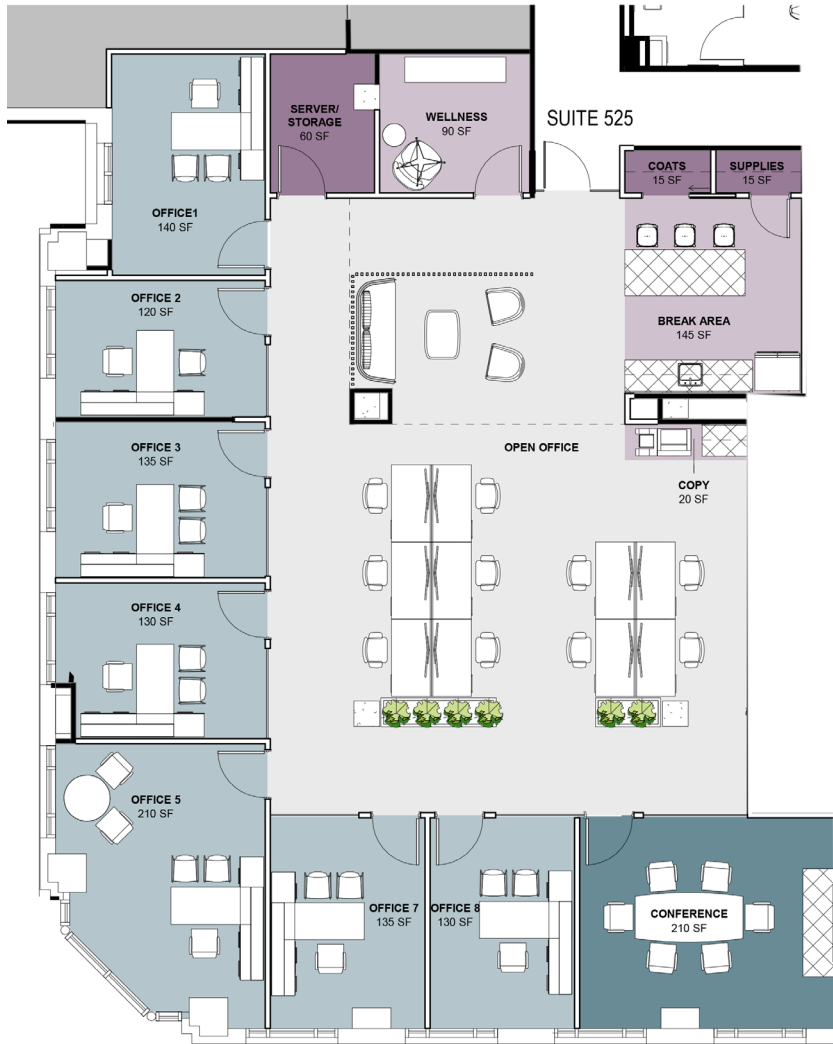 SERVER/
STORAGE
60 SF
WELLNESS
90 SF
SUITE 525
COATS
15 SF
SUPPLIES
15 SF
OFFICE1
140 SF
OFFICE 2
120 SF
BREAK AREA
145 SF
OFFICE 3
135 SF
OPEN OFFICE
COPY
20 SF
OFFICE 4
130 SF
OFFICE 5
210 SF
OFFICE 7
135 SF
OFFICE 8
130 SF
CONFERENCE
210 SF